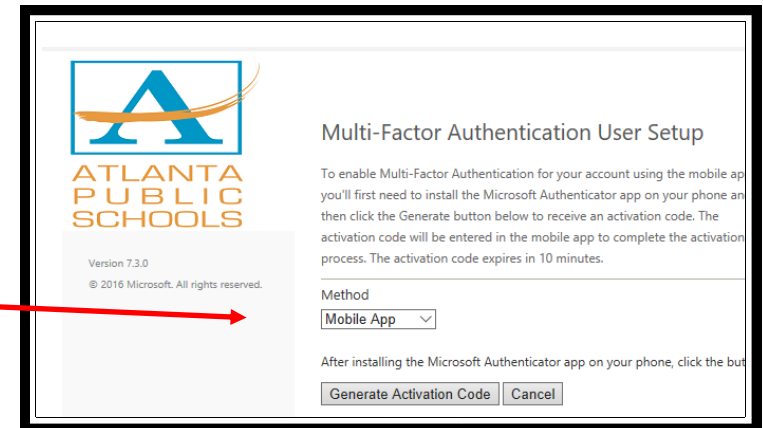 ATLANTA
PUBLIC
SCHOOLS
Version 7.3.0
© 2016 Microsoft. All rights reserved.
Multi-Factor Authentication User Setup
To enable Multi-Factor Authentication for your account using the mobile ap
you'll first need to install the Microsoft Authenticator app on your phone an
then click the Generate button below to receive an activation code. The
activation code will be entered in the mobile app to complete the activation
process. The activation code expires in 10 minutes.
Method
Mobile App
After installing the Microsoft Authenticator app on your phone, click the but
Generate Activation Code Cancel